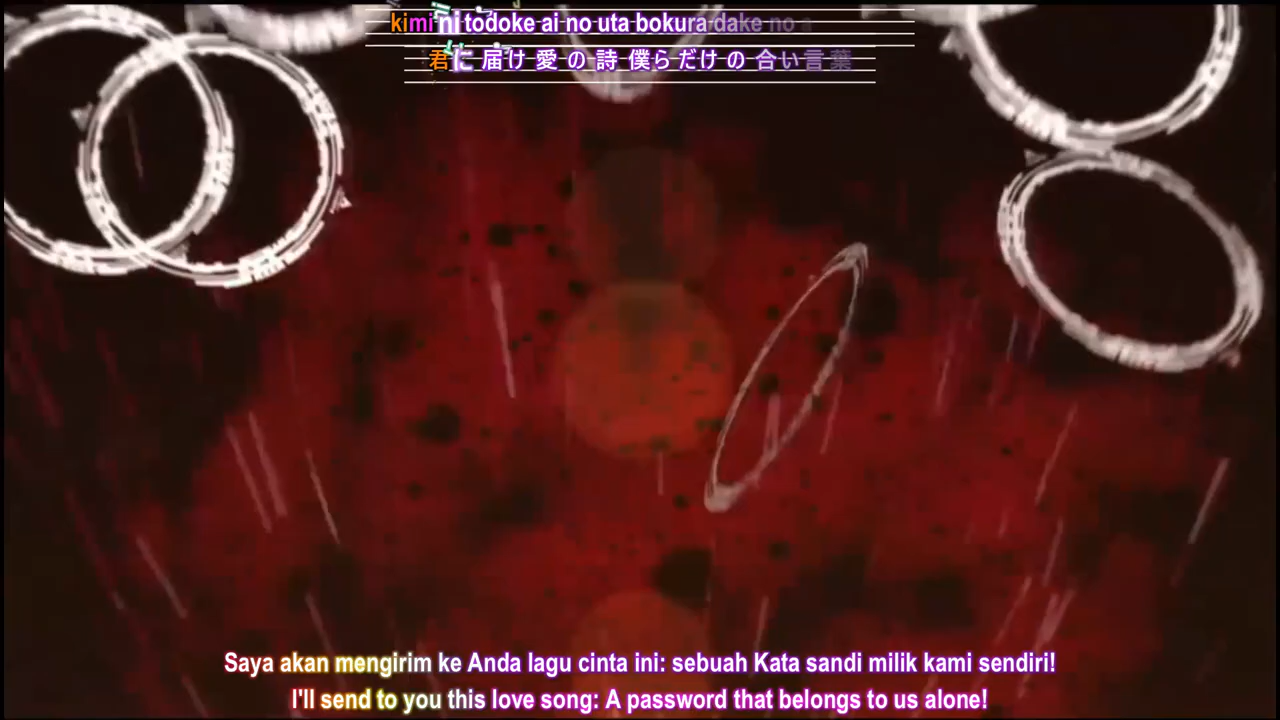 kimi ni todoke ai no uta bokura dake no a
君に 届け 愛 の 詩 僕ら だけ の 合い 言葉
Saya akan mengirim ke Anda lagu cinta ini: sebuah Kata sandi milik kami sendiri!
I'll send to you this love song: A password that belongs to us alone!